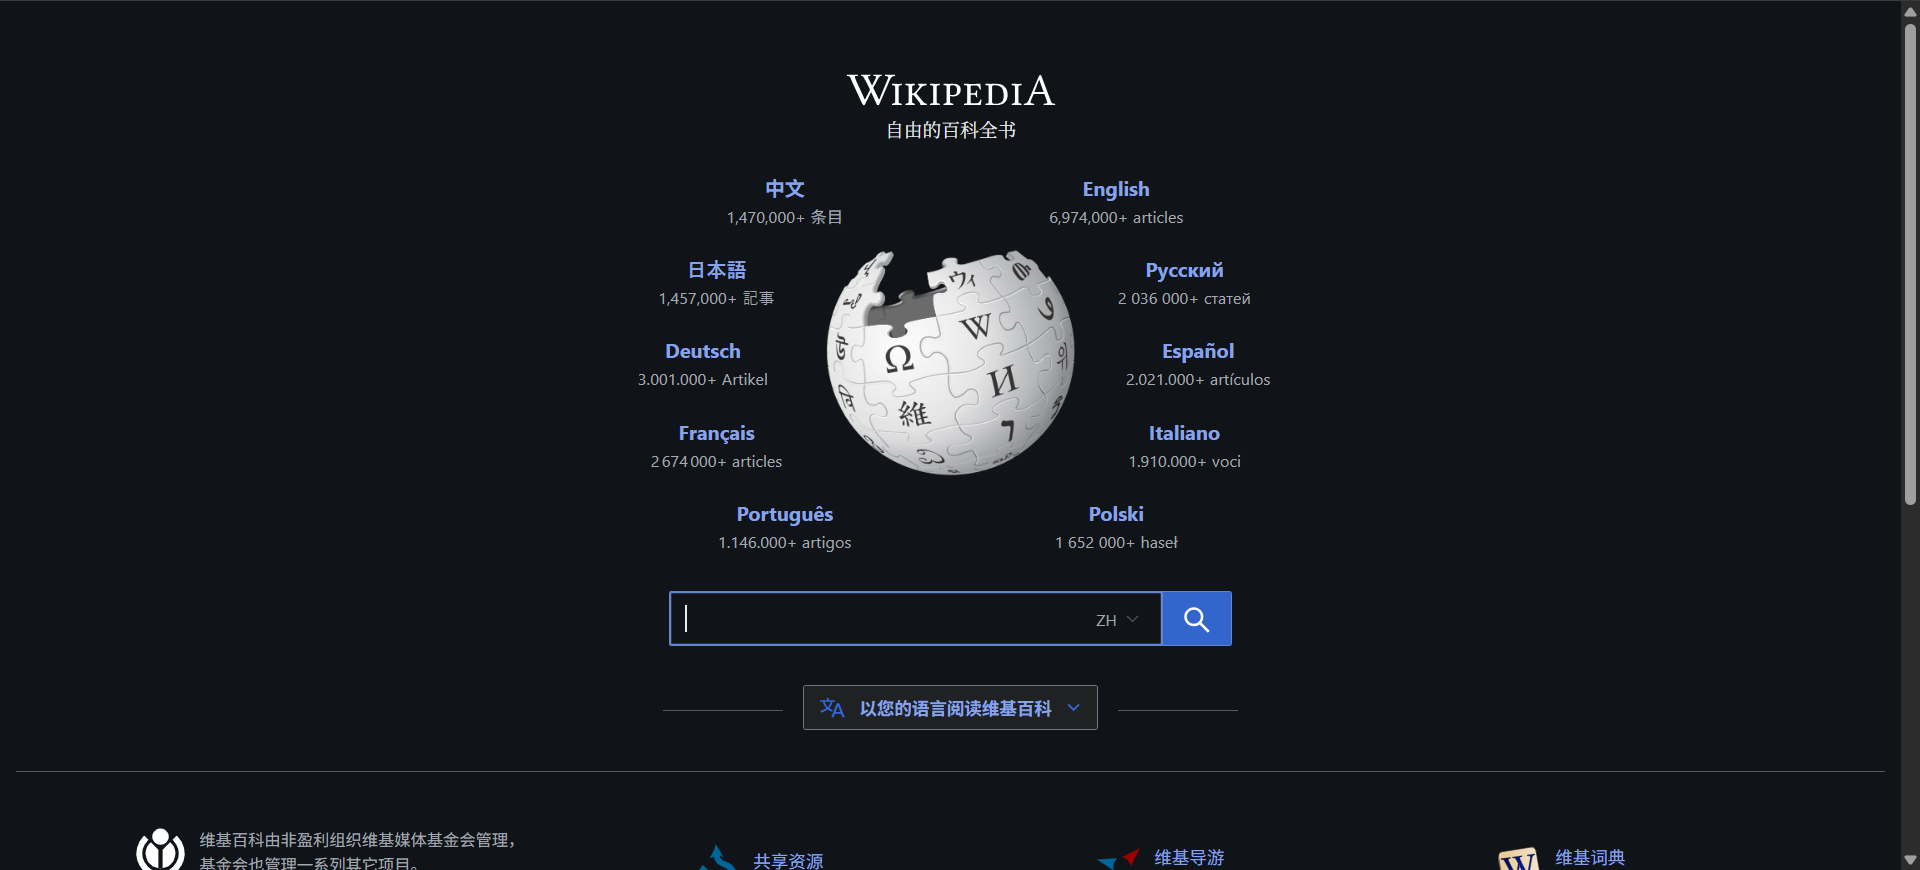 WIKIPEDIA
自由的百科全书
中文
1,470,000+ 条目
English
6,974,000+ articles
日本語
1,457,000+ 記事
Русский
2 036 000+ статей
Deutsch
3.001.000+ Artikel
Español
2.021.000+ artículos
Français
2 674 000+ articles
Italiano
1.910.000+ voci
Português
1.146.000+ artigos
Polski
1 652 000+ haseł
Ω
W
И
維
ウィ
7
ZH
以您的语言阅读维基百科
维基百科由非盈利组织维基媒体基金会管理，
基金会也管理一系列其它项目。
共享资源
维基导游
W
维基词典